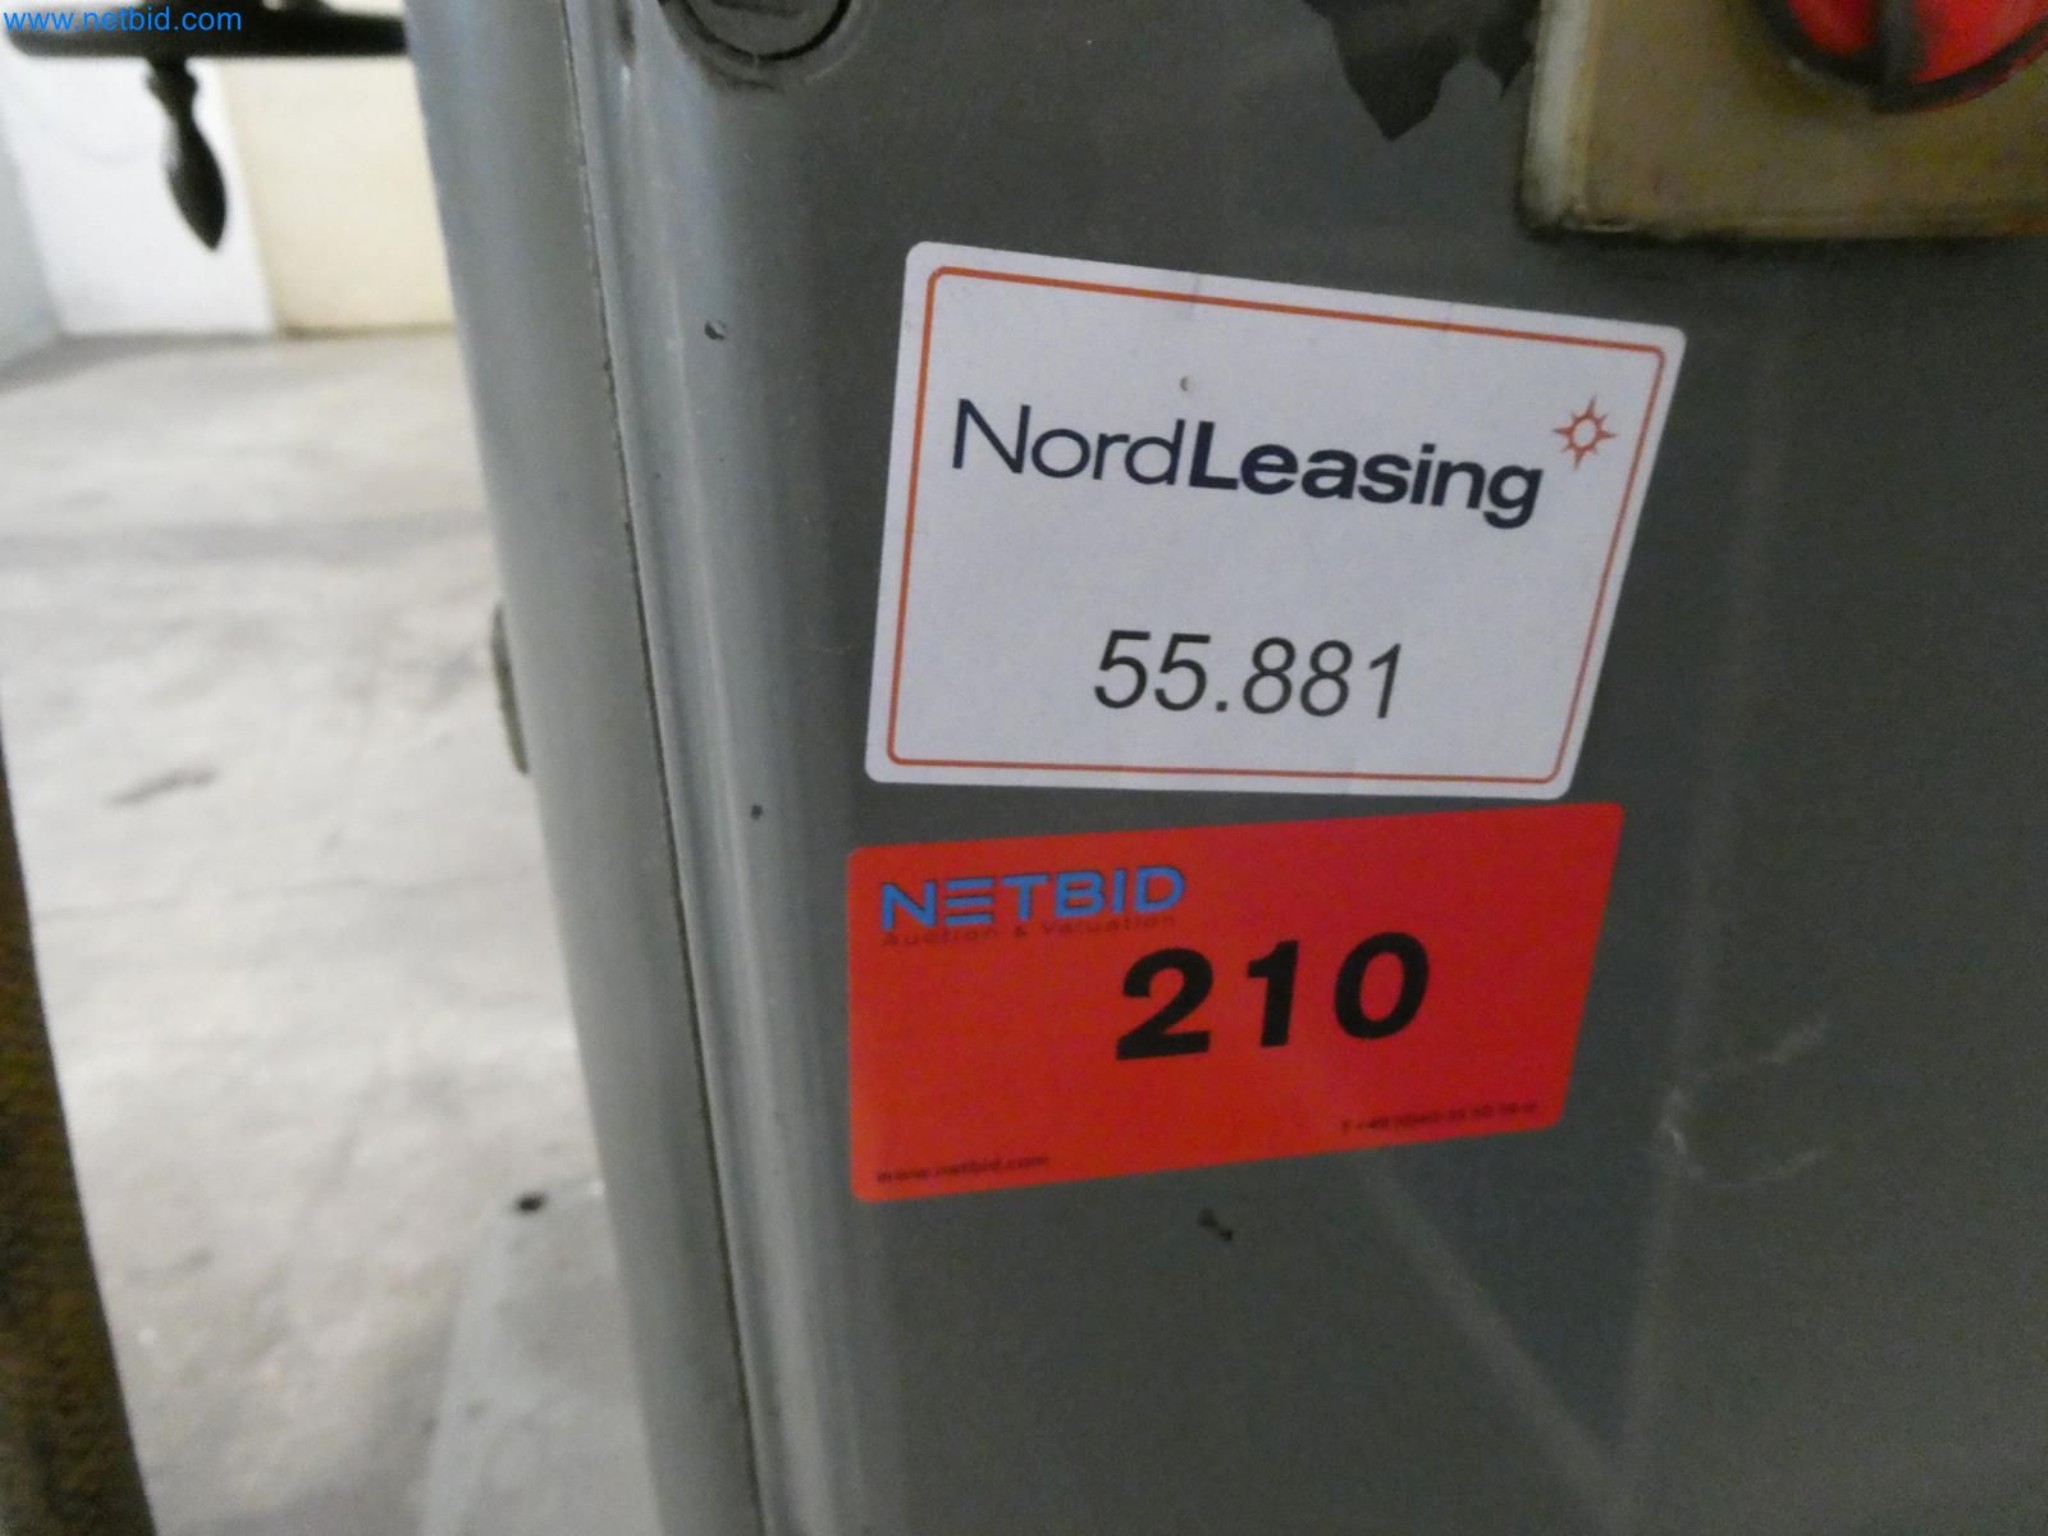 www.netbid.com
NordLeasing
55.881
NETBID
Auction & Valuation
210
www.netbid.com